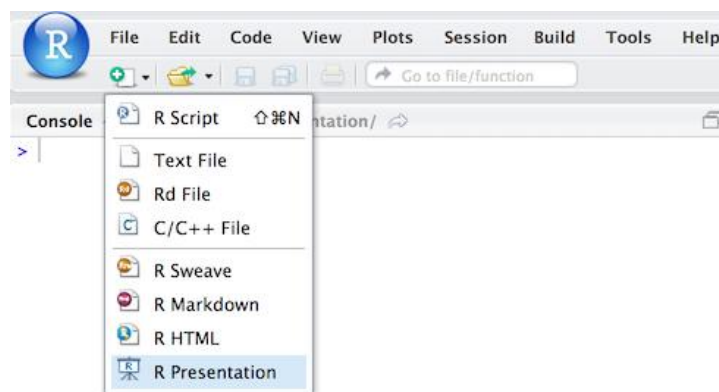 R File Edit Code View Plots Session Build Tools Help
Go to file/function
Console ntation/
R Script ⇧⌘N
>
Text File
Rd File
C/C++ File
R Sweave
R Markdown
R HTML
R Presentation